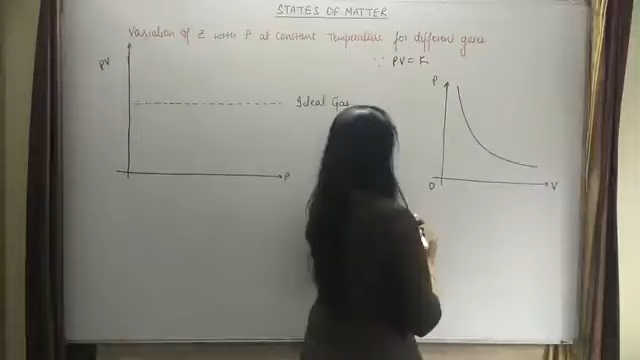 STATES OF MATTER
Variation of Z with P at constant Temperature for different gases
∵ PV = K
PV
P
Ideal Gas
P
O
V